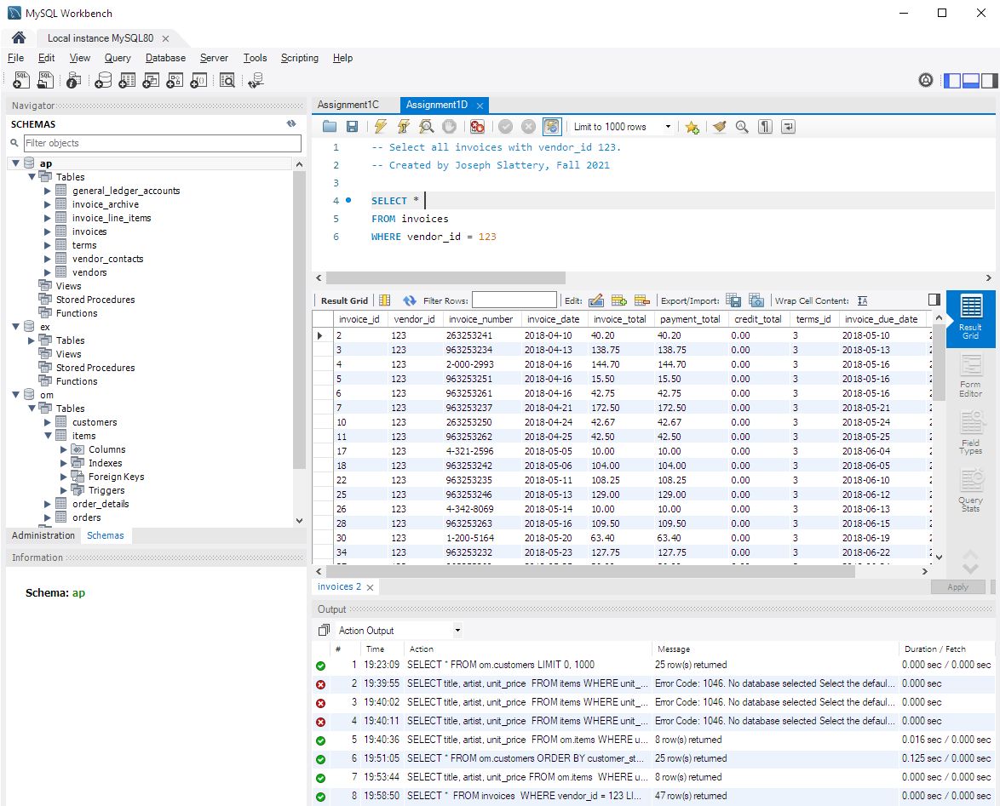 MySQL Workbench
Local instance MySQL80
File Edit View Query Database Server Tools Scripting Help
Navigator
SCHEMAS
Filter objects
ap
Tables
general_ledger_accounts
invoice_archive
invoice_line_items
invoices
terms
vendor_contacts
vendors
Views
Stored Procedures
Functions
ex
Tables
Views
Stored Procedures
Functions
om
Tables
customers
items
Columns
Indexes
Foreign Keys
Triggers
order_details
orders
Administration Schemas
Information
Schema: ap
Assignment1C Assignment1D
Limit to 1000 rows
1 -- Select all invoices with vendor_id 123.
2 -- Created by Joseph Slattery, Fall 2021
3
4 SELECT *
5 FROM invoices
6 WHERE vendor_id = 123
Result Grid Filter Rows: Edit: Export/Import: Wrap Cell Content:
invoice_id vendor_id invoice_number invoice_date invoice_total payment_total credit_total terms_id invoice_due_date
2 123 263253241 2018-04-10 40.20 40.20 0.00 3 2018-05-10
3 123 963253234 2018-04-13 138.75 138.75 0.00 3 2018-05-13
4 123 2-000-2993 2018-04-16 144.70 144.70 0.00 3 2018-05-16
5 123 963253251 2018-04-16 15.50 15.50 0.00 3 2018-05-16
6 123 963253261 2018-04-16 42.75 42.75 0.00 3 2018-05-16
7 123 963253237 2018-04-21 172.50 172.50 0.00 3 2018-05-21
10 123 263253250 2018-04-24 42.67 42.67 0.00 3 2018-05-24
11 123 963253262 2018-04-25 42.50 42.50 0.00 3 2018-05-25
17 123 4-321-2596 2018-05-05 10.00 10.00 0.00 3 2018-06-04
18 123 963253242 2018-05-06 104.00 104.00 0.00 3 2018-06-05
22 123 963253235 2018-05-11 108.25 108.25 0.00 3 2018-06-10
25 123 963253246 2018-05-13 129.00 129.00 0.00 3 2018-06-12
26 123 4-342-8069 2018-05-14 10.00 10.00 0.00 3 2018-06-13
28 123 963253263 2018-05-16 109.50 109.50 0.00 3 2018-06-15
30 123 1-200-5164 2018-05-20 63.40 63.40 0.00 3 2018-06-19
34 123 963253232 2018-05-23 127.75 127.75 0.00 3 2018-06-22
Result Grid
Form Editor
Field Types
Query Stats
invoices 2
Apply
Output
Action Output
# Time Action Message Duration / Fetch
1 19:23:09 SELECT * FROM om.customers LIMIT 0, 1000 25 row(s) returned 0.000 sec / 0.000 sec
2 19:39:55 SELECT title, artist, unit_price FROM items WHERE unit_... Error Code: 1046. No database selected Select the defaul... 0.000 sec
3 19:40:02 SELECT title, artist, unit_price FROM items WHERE unit_... Error Code: 1046. No database selected Select the defaul... 0.000 sec
4 19:40:11 SELECT title, artist, unit_price FROM items WHERE unit_... Error Code: 1046. No database selected Select the defaul... 0.000 sec
5 19:40:36 SELECT title, artist, unit_price FROM om.items WHERE u... 8 row(s) returned 0.016 sec / 0.000 sec
6 19:51:05 SELECT * FROM om.customers ORDER BY customer_st... 25 row(s) returned 0.125 sec / 0.000 sec
7 19:53:44 SELECT title, artist, unit_price FROM om.items WHERE u... 8 row(s) returned 0.000 sec / 0.000 sec
8 19:58:50 SELECT * FROM invoices WHERE vendor_id = 123 LI... 47 row(s) returned 0.000 sec / 0.000 sec